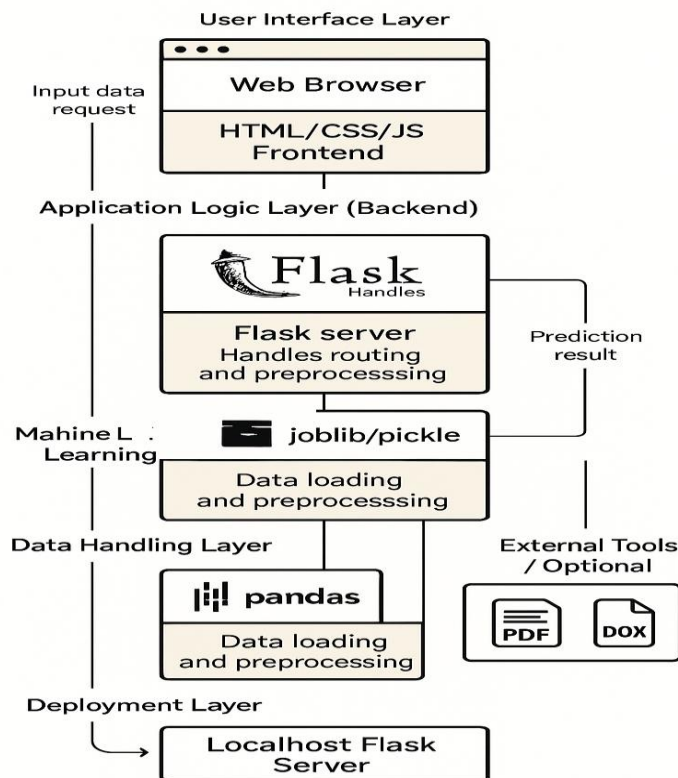 User Interface Layer
Input data
request
Web Browser
HTML/CSS/JS
Frontend
Application Logic Layer (Backend)
Flask
Handles
Flask server
Handles routing
and preprocesssing
Prediction
result
Mahine L
Learning
joblib/pickle
Data loading
and preprocesssing
Data Handling Layer
External Tools
/ Optional
pandas
PDF
DOX
Data loading
and preprocessing
Deployment Layer
Localhost Flask
Server